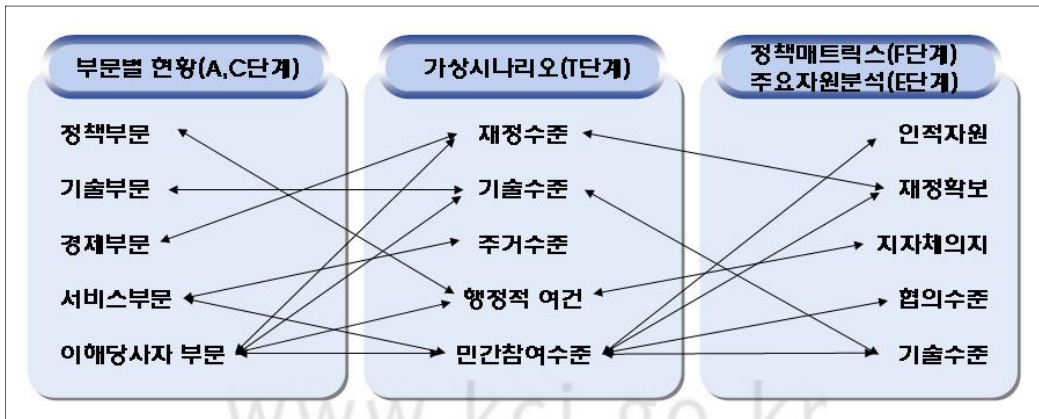 부문별 현황(A,C단계)
정책부문
기술부문
경제부문
서비스부문
이해당사자 부문
가상시나리오(T단계)
재정수준
기술수준
주거수준
행정적 여건
민간참여수준
정책매트릭스(F단계)
주요자원분석(E단계)
인적자원
재정확보
지자체의지
협의수준
기술수준
www.kci.go.kr